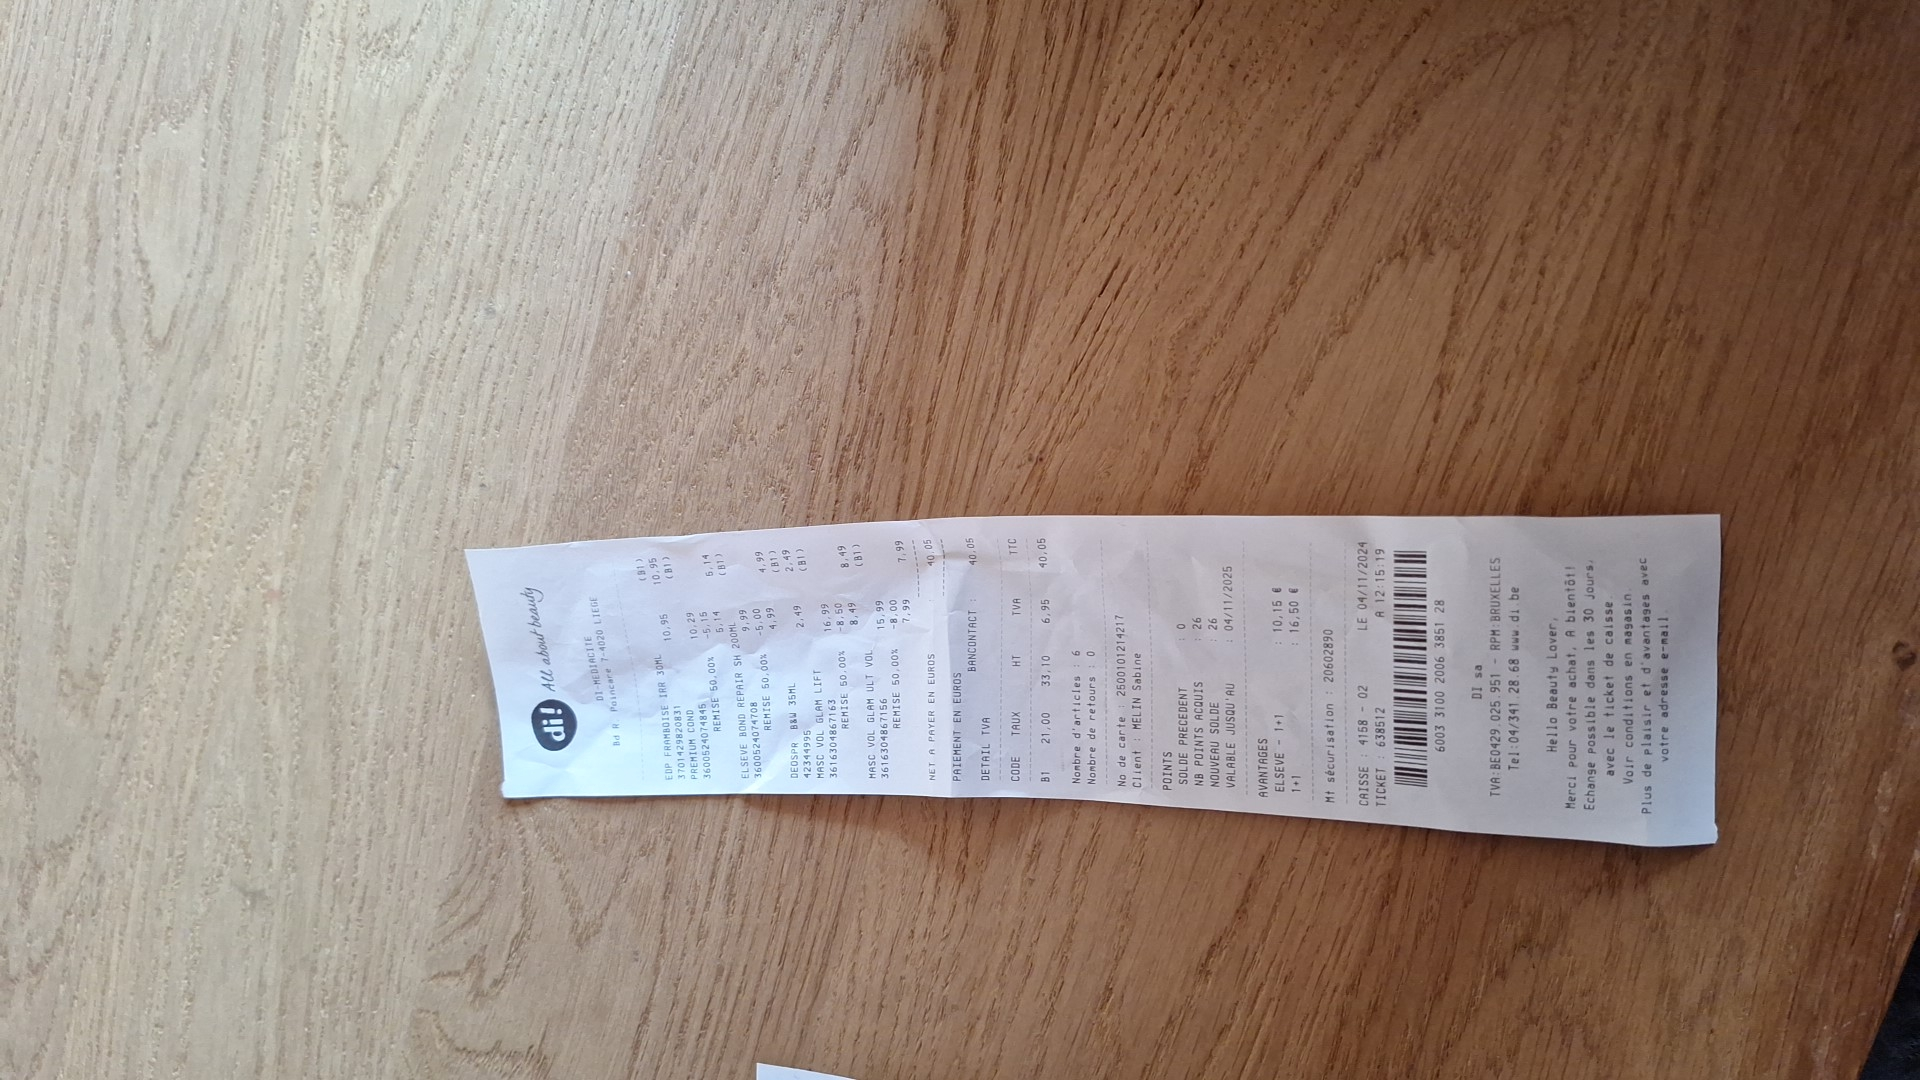 di! All about beauty
DI-MEDIACITE
Bd R. Poincare 7-4020 LIEGE
(B1)
EDP FRAMBOISE IRR 30ML 10,95 10,95
3701429820831 (B1)
PREMIUM COND 10,29
3600524074845 -5,15
REMISE 50,00% 5,14 5,14
(B1)
ELSEVE BOND REPAIR SH 200ML
3600524074708 9,99
REMISE 50,00% -5,00
4,99 4,99
(B1)
DEOSPR B&W 35ML 2,49 2,49
42344995 (B1)
MASC VOL GLAM LIFT
3616304867163 16,99
REMISE 50,00% -8,50
8,49 8,49
(B1)
MASC VOL GLAM ULT VOL
3616304867156 15,99
REMISE 50,00% -8,00
7,99 7,99
NET A PAYER EN EUROS 40,05
PAIEMENT EN EUROS
BANCONTACT : 40,05
DETAIL TVA
CODE TAUX HT TVA TTC
B1 21,00 33,10 6,95 40,05
Nombre d'articles : 6
Nombre de retours : 0
No de carte : 2500101214217
Client : MELIN Sabine
POINTS
SOLDE PRECEDENT : 0
NB POINTS ACQUIS : 26
NOUVEAU SOLDE : 26
VALABLE JUSQU'AU : 04/11/2025
AVANTAGES
ELSEVE - 1+1 : 10,15 €
1+1 : 16,50 €
Mt sécurisation : 20602890
CAISSE : 4158 - 02 LE 04/11/2024
TICKET : 638512 A 12:15:19
6003 3100 2006 3851 28
DI sa
TVA:BE0429 025 951 - RPM:BRUXELLES
Tel:04/341 28.68 www di be
Hello Beauty Lover,
Merci pour votre achat, A bientôt!
Echange possible dans les 30 jours,
avec le ticket de caisse.
Voir conditions en magasin.
Plus de plaisir et d'avantages avec
votre adresse e-mail.